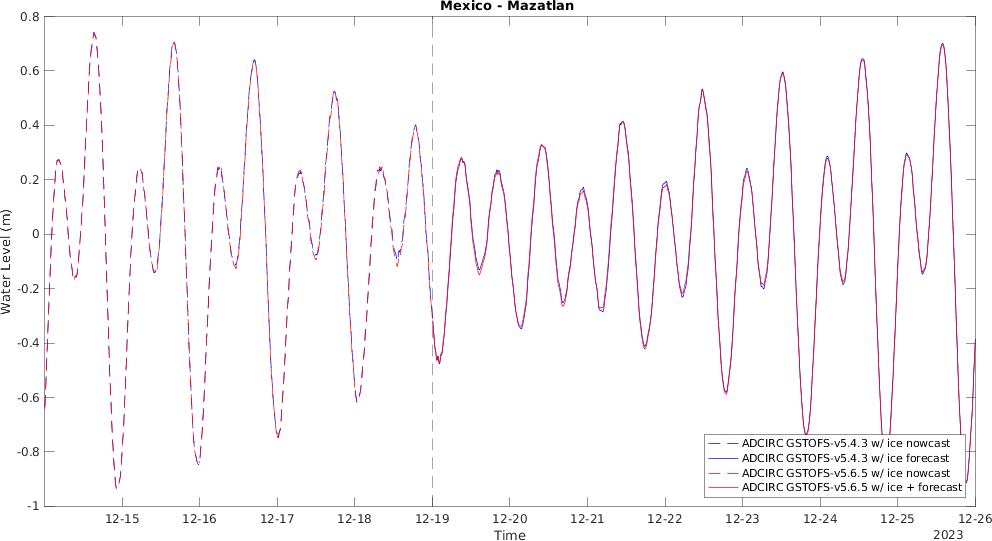 Mexico - Mazatlan
0.8
0.6
0.4
0.2
0
-0.2
-0.4
-0.6
-0.8
-1
Water Level (m)
12-15 12-16 12-17 12-18 12-19 12-20 12-21 12-22 12-23 12-24 12-25 12-26
Time
2023
ADCIRC GSTOFS-v5.4.3 w/ ice nowcast
ADCIRC GSTOFS-v5.4.3 w/ ice forecast
ADCIRC GSTOFS-v5.6.5 w/ ice nowcast
ADCIRC GSTOFS-v5.6.5 w/ ice + forecast